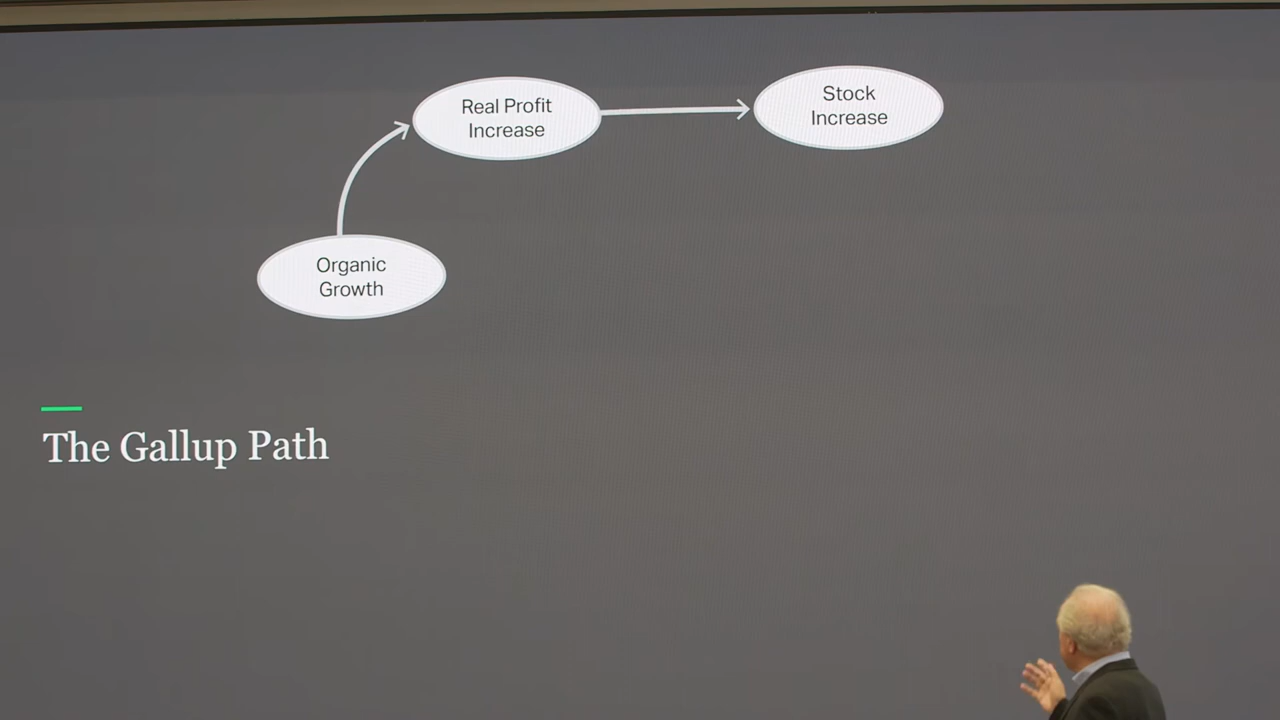 Real Profit
Increase
Stock
Increase
Organic
Growth
The Gallup Path